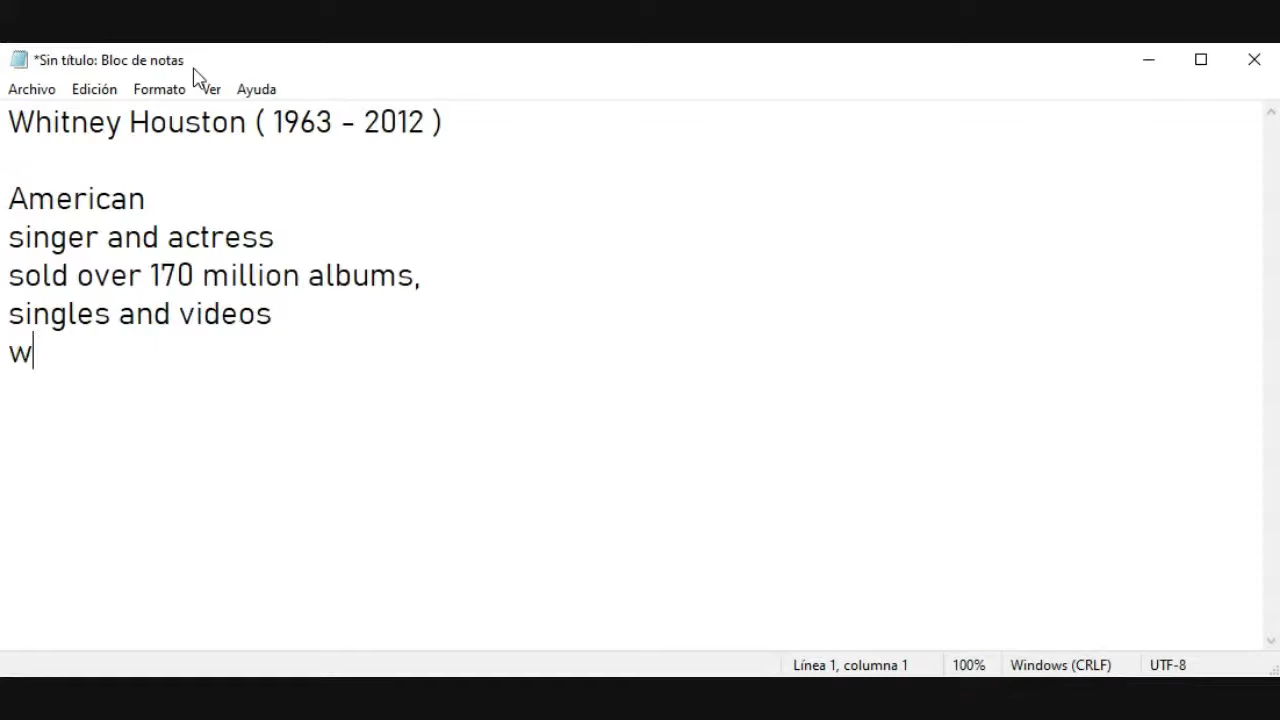 *Sin título: Bloc de notas
Archivo Edición Formato Ver Ayuda
Whitney Houston ( 1963 - 2012 )
American
singer and actress
sold over 170 million albums,
singles and videos
w
Línea 1, columna 1 100% Windows (CRLF) UTF-8